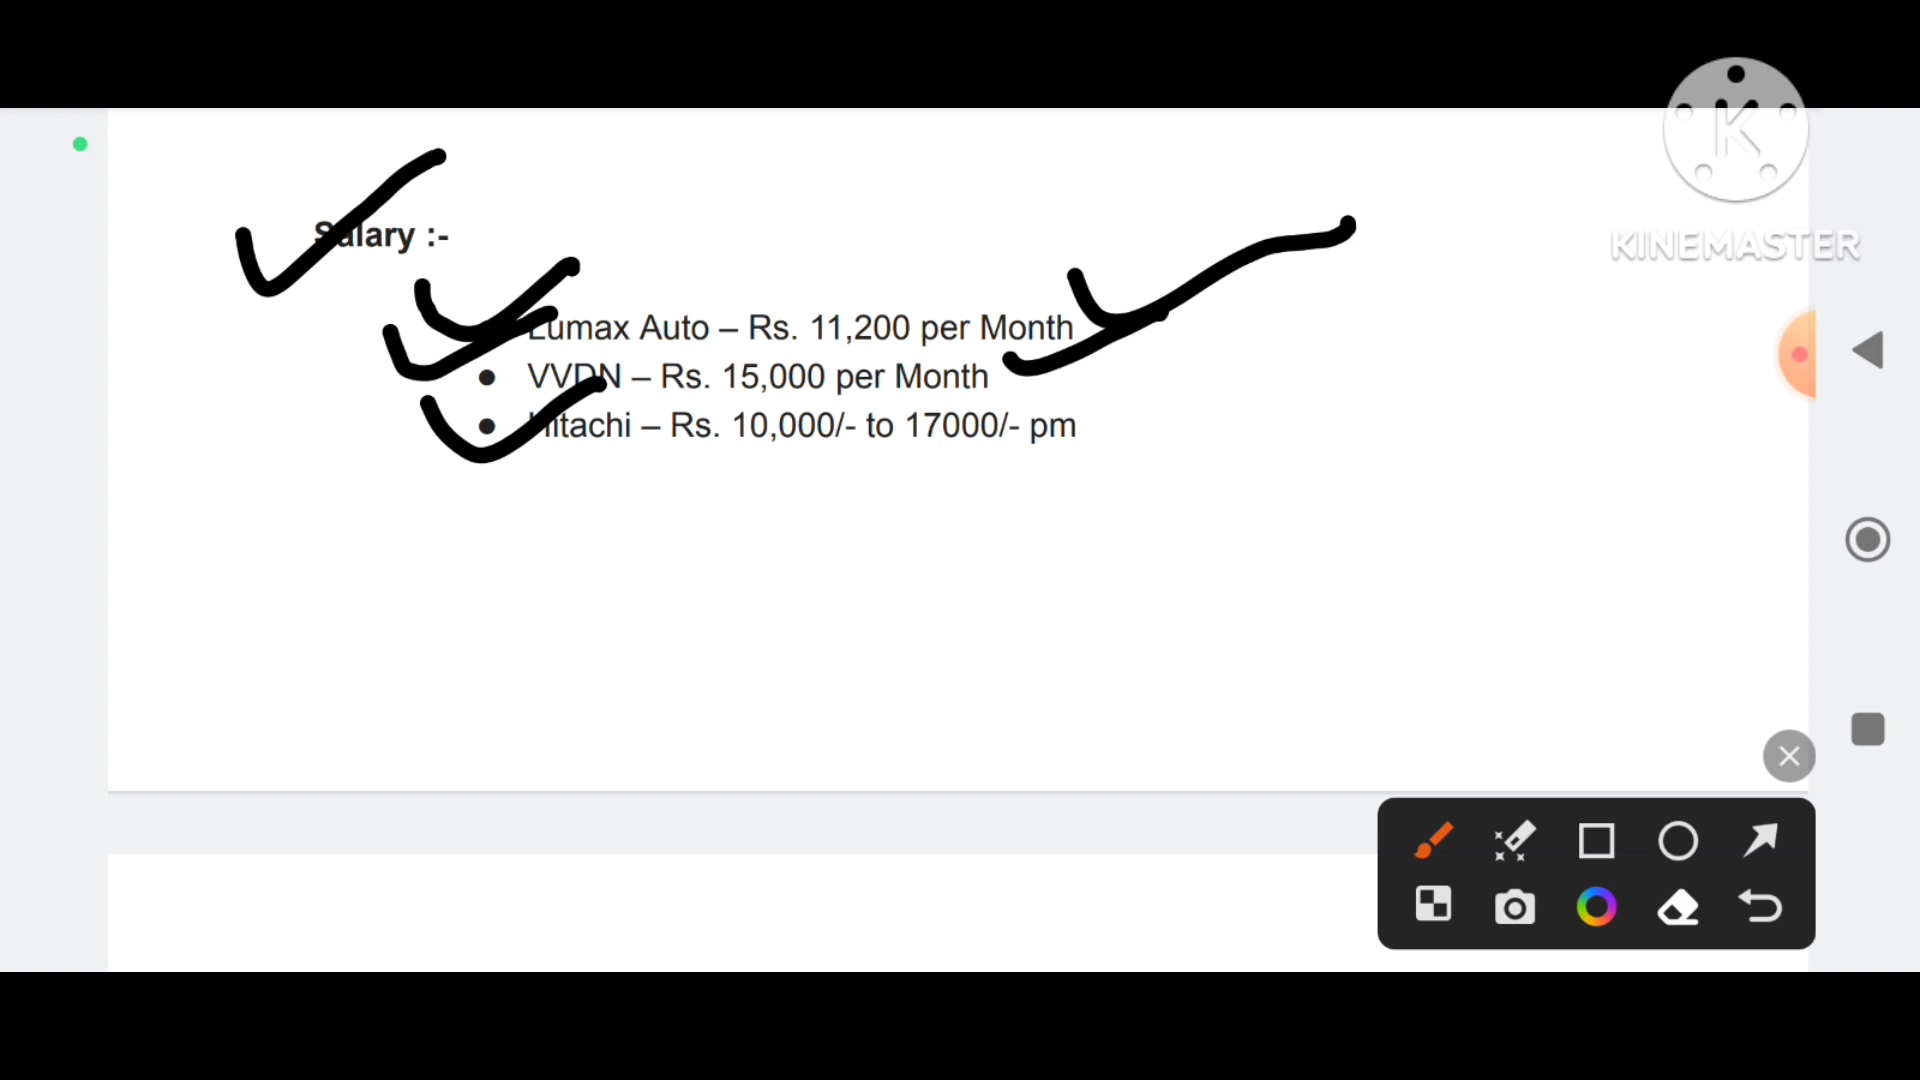 Salary :-
Lumax Auto – Rs. 11,200 per Month
● VVDN – Rs. 15,000 per Month
● Hitachi – Rs. 10,000/- to 17000/- pm
K
KINEMASTER